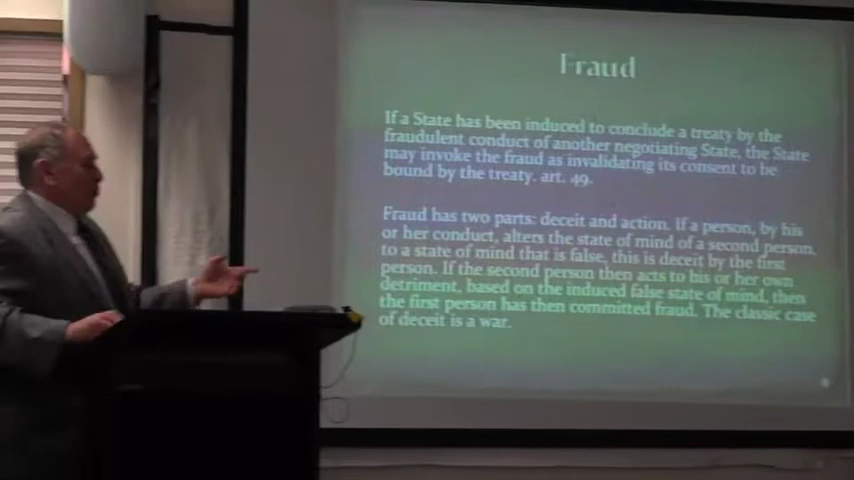 Fraud
If a State has been induced to conclude a treaty by the
fraudulent conduct of another negotiating State, the State
may invoke the fraud as invalidating its consent to be
bound by the treaty. art. 49.
Fraud has two parts: deceit and action. If a person, by his
or her conduct, alters the state of mind of a second person,
to a state of mind that is false, this is deceit by the first
person. If the second person then acts to his or her own
detriment, based on the induced false state of mind, then
the first person has then committed fraud. The classic case
of deceit is a war.